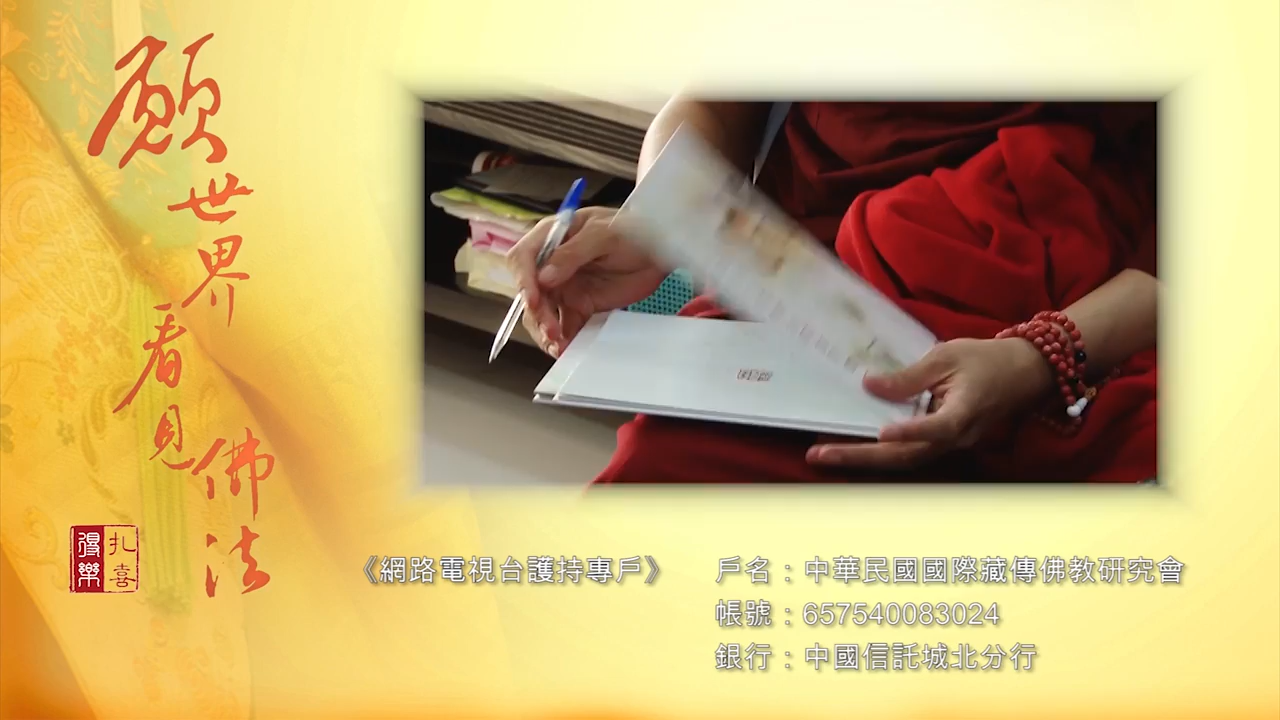 願世界看見佛法
扎喜
得樂
《網路電視台護持專戶》
戶名：中華民國國際藏傳佛教研究會
帳號：657540083024
銀行：中國信託城北分行